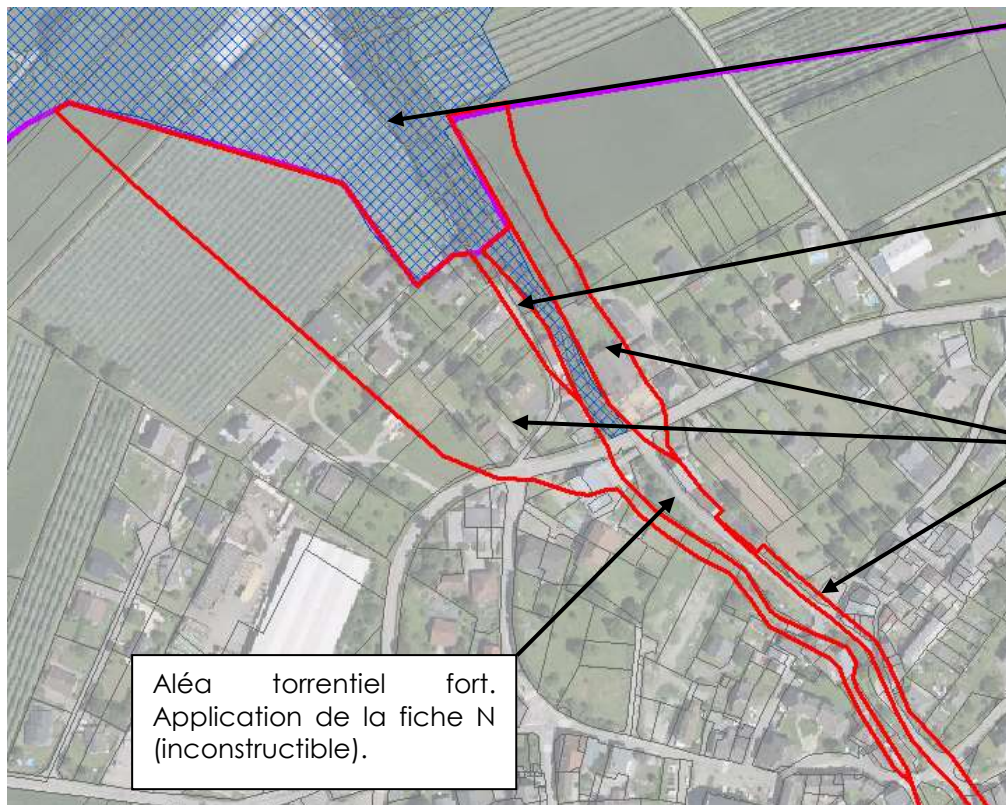 Aléa torrentiel fort.
Application de la fiche N
(inconstructible).